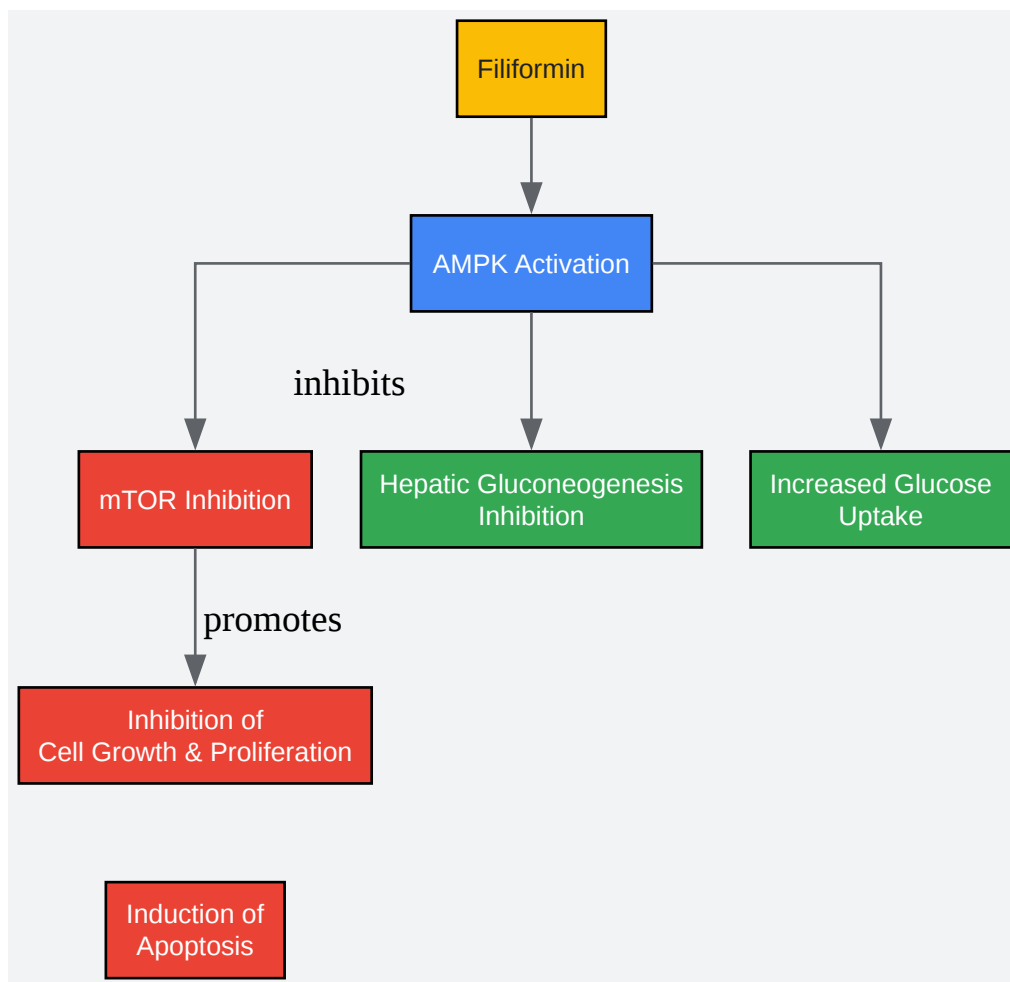 Filiformin
AMPK Activation
inhibits
mTOR Inhibition
Hepatic Gluconeogenesis
Inhibition
Increased Glucose
Uptake
promotes
Inhibition of
Cell Growth & Proliferation
Induction of
Apoptosis